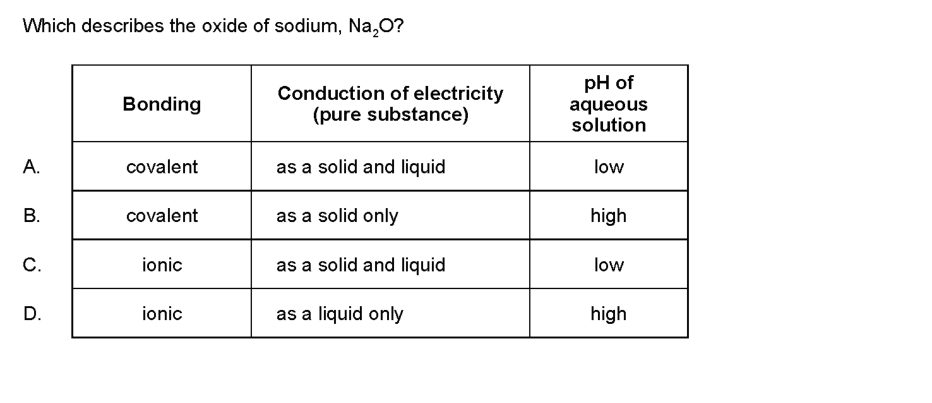 Which describes the oxide of sodium, Na₂O?
Bonding
Conduction of electricity
(pure substance)
pH of
aqueous
solution
A. covalent as a solid and liquid low
B. covalent as a solid only high
C. ionic as a solid and liquid low
D. ionic as a liquid only high